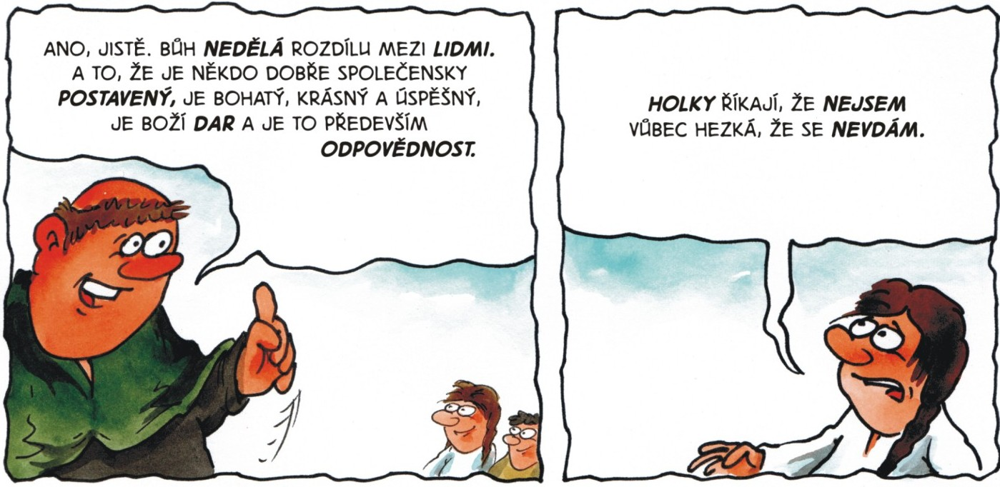 ANO, JISTĚ. BŮH NEDĚLÁ ROZDÍLU MEZI LIDMI.
A TO, ŽE JE NĚKDO DOBŘE SPOLEČENSKY
POSTAVENÝ, JE BOHATÝ, KRÁSNÝ A ÚSPĚŠNÝ,
JE BOŽÍ DAR A JE TO PŘEDEVŠÍM
ODPOVĚDNOST.
HOLKY ŘÍKAJÍ, ŽE NEJSEM
VŮBEC HEZKÁ, ŽE SE NEVDÁM.